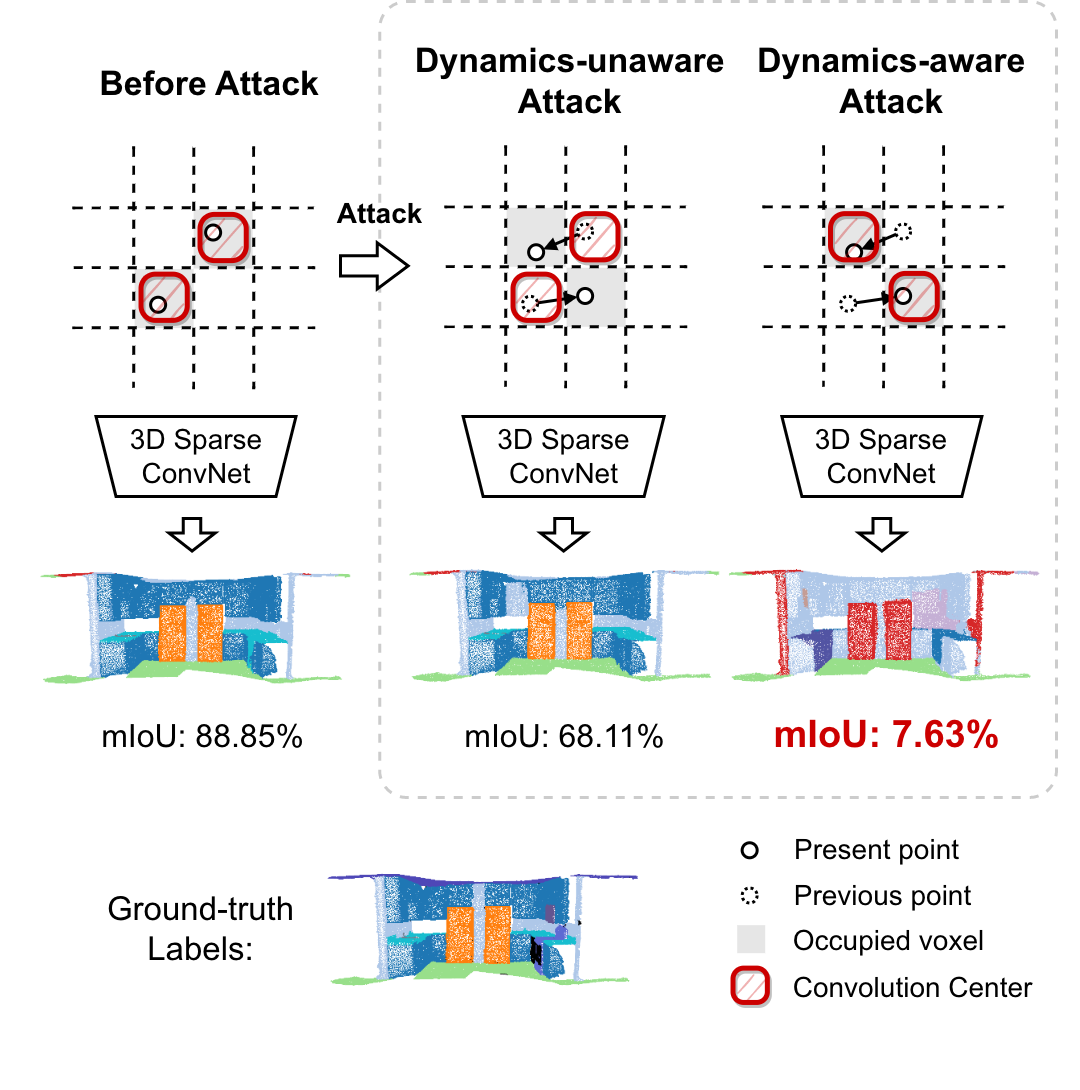 Before Attack
Dynamics-unaware
Attack
Dynamics-aware
Attack
Attack
3D Sparse
ConvNet
3D Sparse
ConvNet
3D Sparse
ConvNet
mIoU: 88.85%
mIoU: 68.11%
mIoU: 7.63%
Ground-truth
Labels:
Present point
Previous point
Occupied voxel
Convolution Center